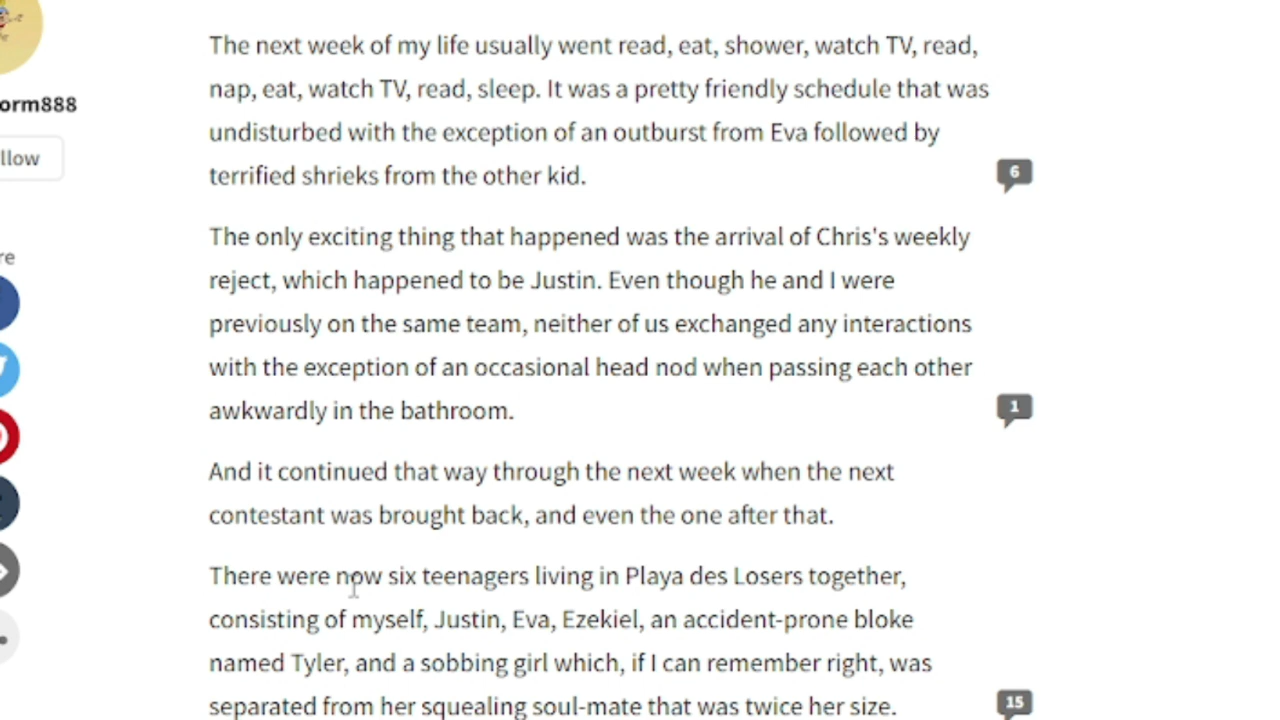 The next week of my life usually went read, eat, shower, watch TV, read,
nap, eat, watch TV, read, sleep. It was a pretty friendly schedule that was
undisturbed with the exception of an outburst from Eva followed by
terrified shrieks from the other kid.
6
The only exciting thing that happened was the arrival of Chris's weekly
reject, which happened to be Justin. Even though he and I were
previously on the same team, neither of us exchanged any interactions
with the exception of an occasional head nod when passing each other
awkwardly in the bathroom.
1
And it continued that way through the next week when the next
contestant was brought back, and even the one after that.
There were now six teenagers living in Playa des Losers together,
consisting of myself, Justin, Eva, Ezekiel, an accident-prone bloke
named Tyler, and a sobbing girl which, if I can remember right, was
separated from her squealing soul-mate that was twice her size.
15
orm888
llow
re